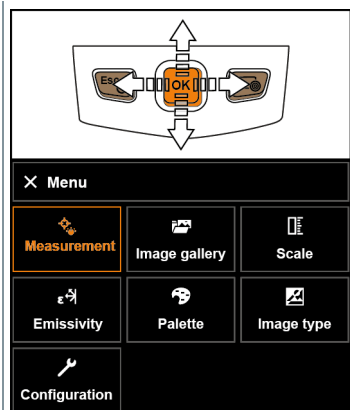 Esc
OK
Menu
Measurement
Image gallery
Scale
ε
Emissivity
Palette
Image type
Configuration